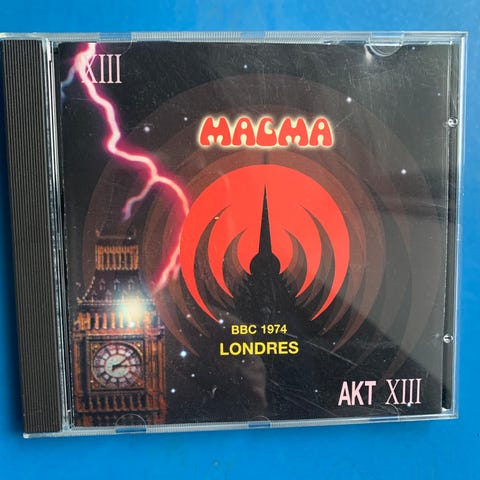 XIII
MAGMA
BBC 1974
LONDRES
AKT XIII